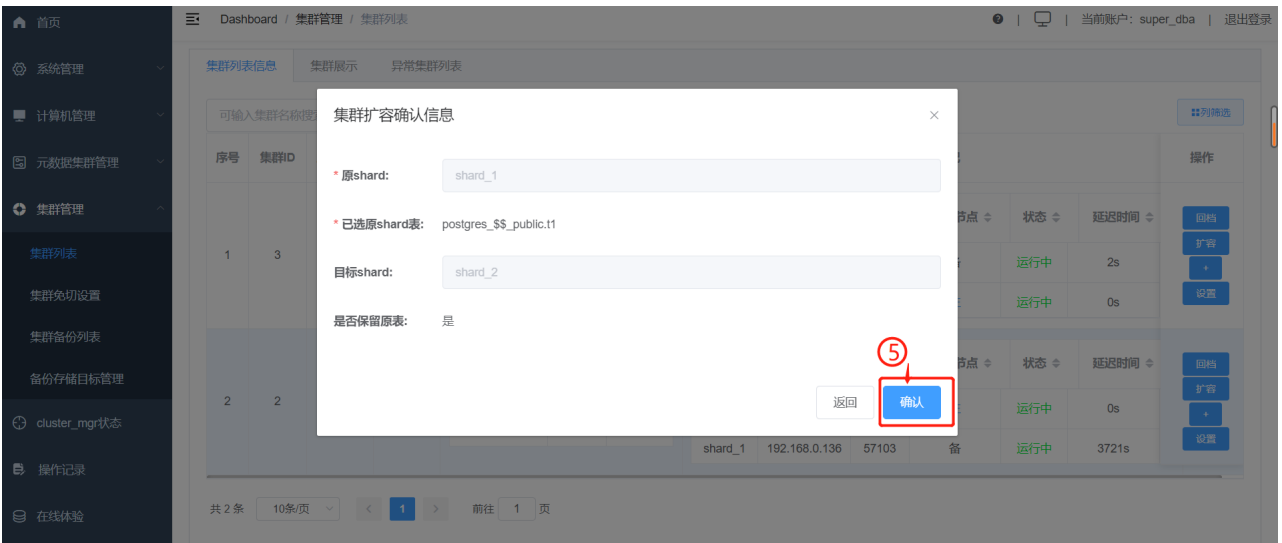 首页
Dashboard / 集群管理 / 集群列表
| | 当前账户: super_dba | 退出登录
系统管理
计算机管理
元数据集群管理
集群管理
集群列表
集群免切设置
集群备份列表
备份存储目标管理
cluster_mgr状态
操作记录
在线体验
集群列表信息 集群展示 异常集群列表
可输入集群名称 列筛选
序号 集群ID 操作
集群扩容确认信息
* 原shard: shard_1
* 已选原shard表: postgres_$$_public.t1
目标shard: shard_2
是否保留原表: 是
⑤
返回 确认
节点 状态 延迟时间 回档
扩容
1 3 运行中 2s +
运行中 0s 设置
节点 状态 延迟时间 回档
扩容
2 2 运行中 0s +
shard_1 192.168.0.136 57103 备 运行中 3721s 设置
共 2 条 10条/页 < 1 > 前往 1 页